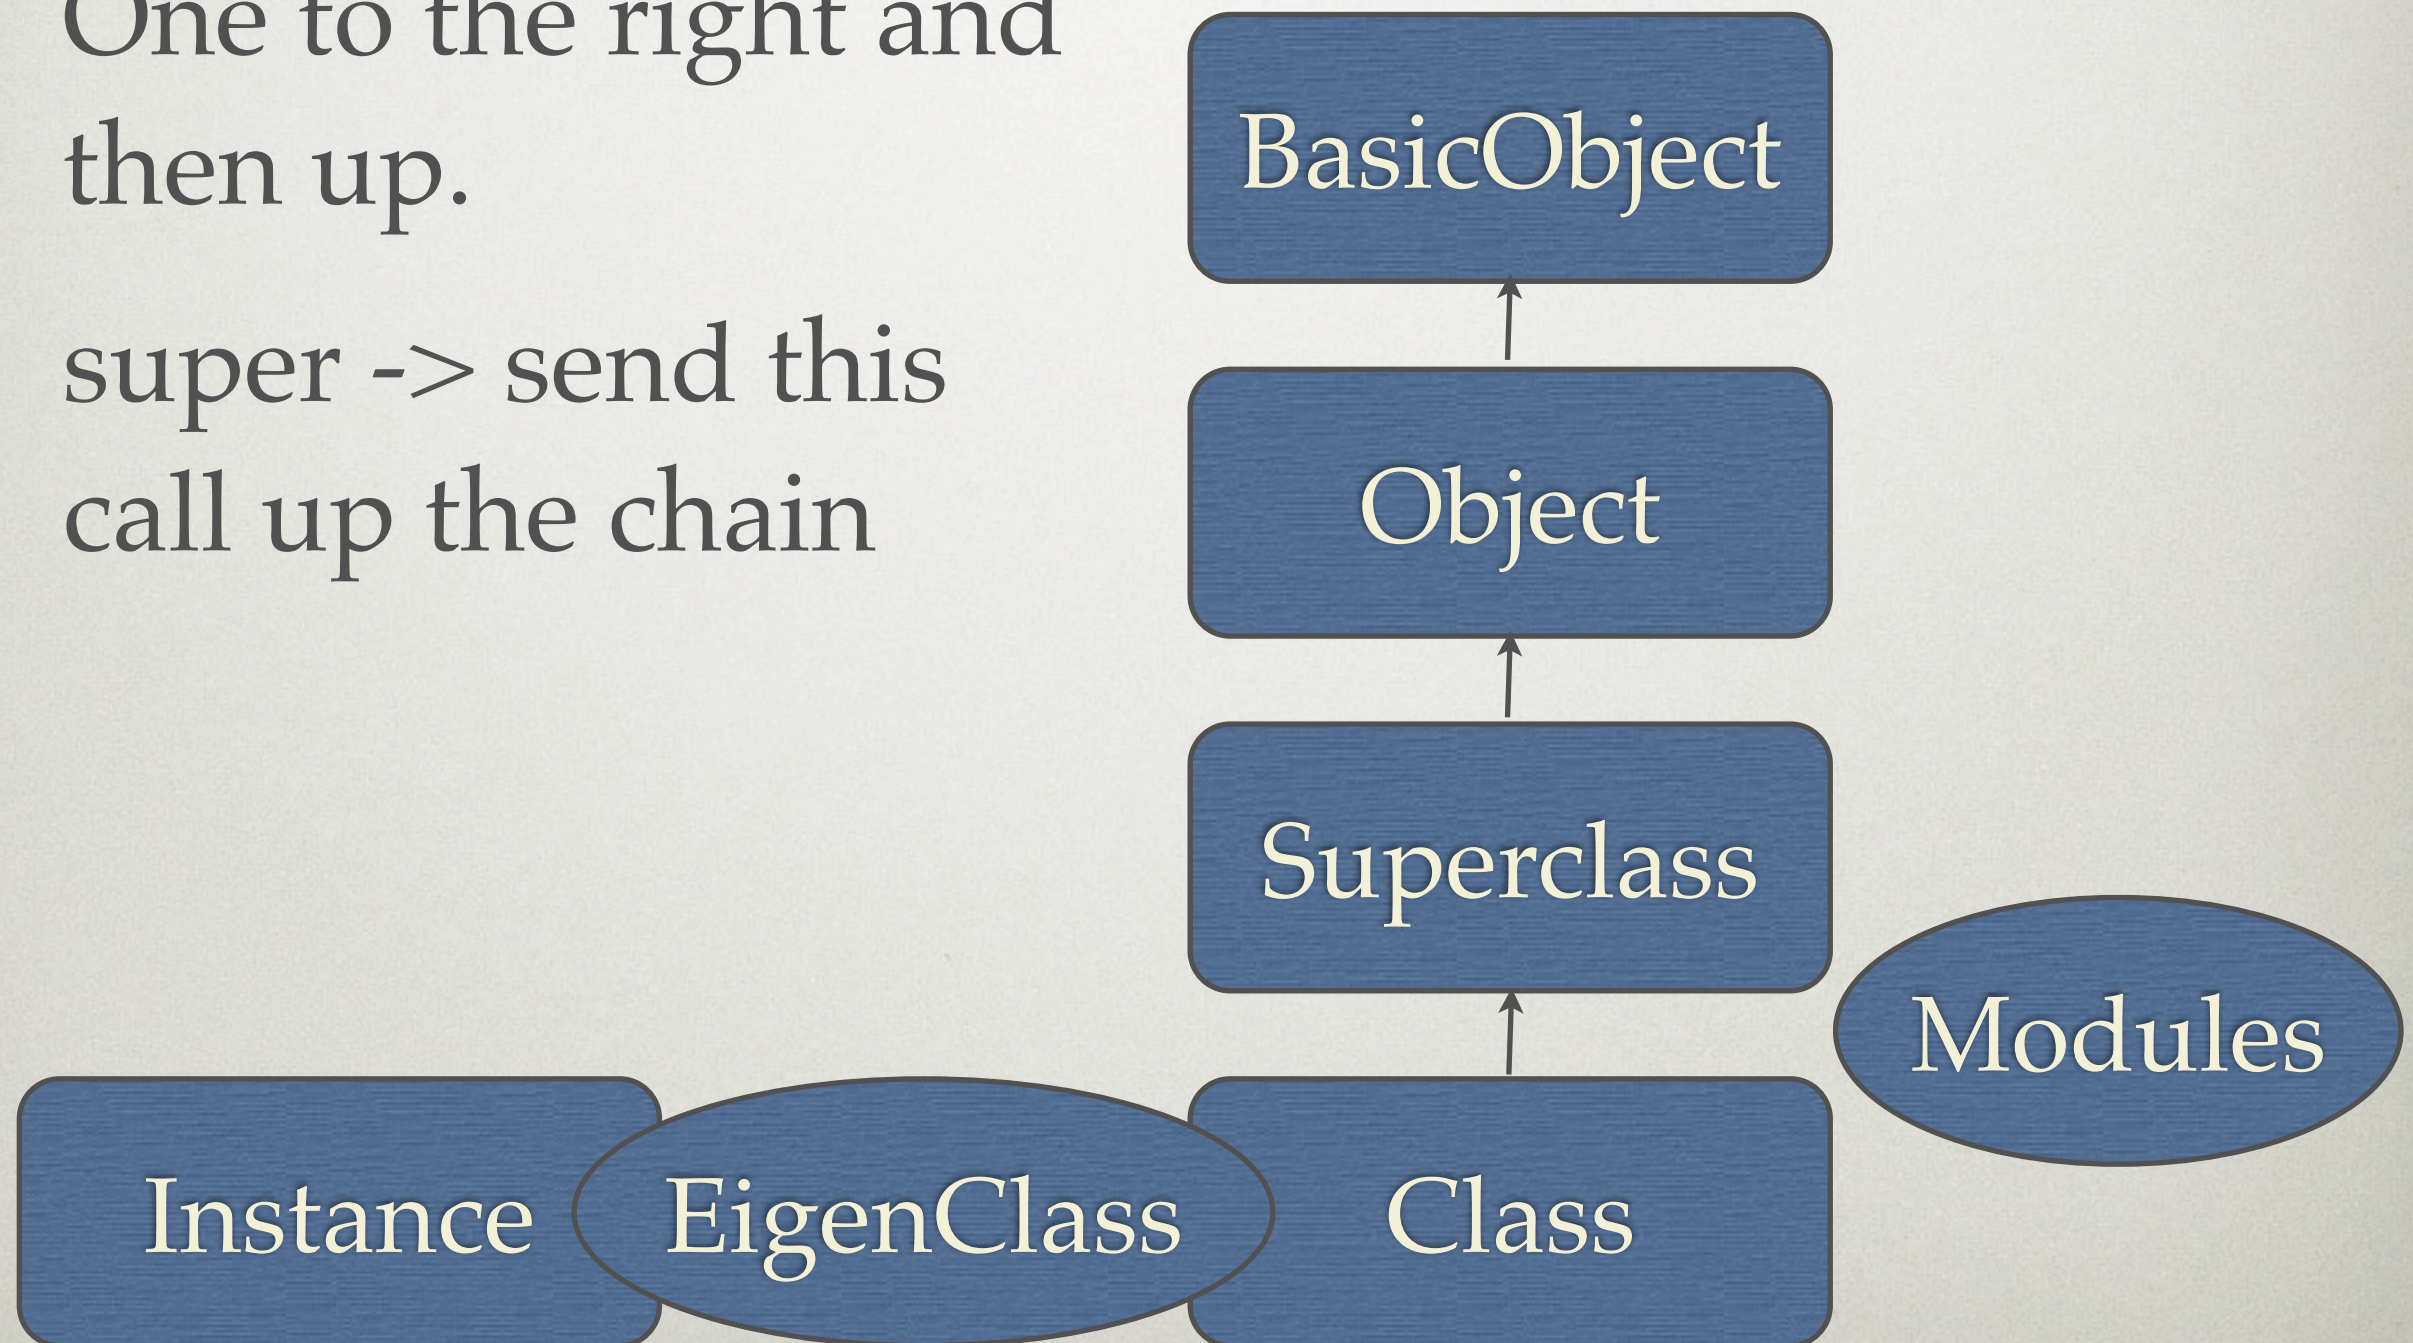 One to the right and
then up.
super -> send this
call up the chain
BasicObject
Object
Superclass
Modules
Instance
EigenClass
Class